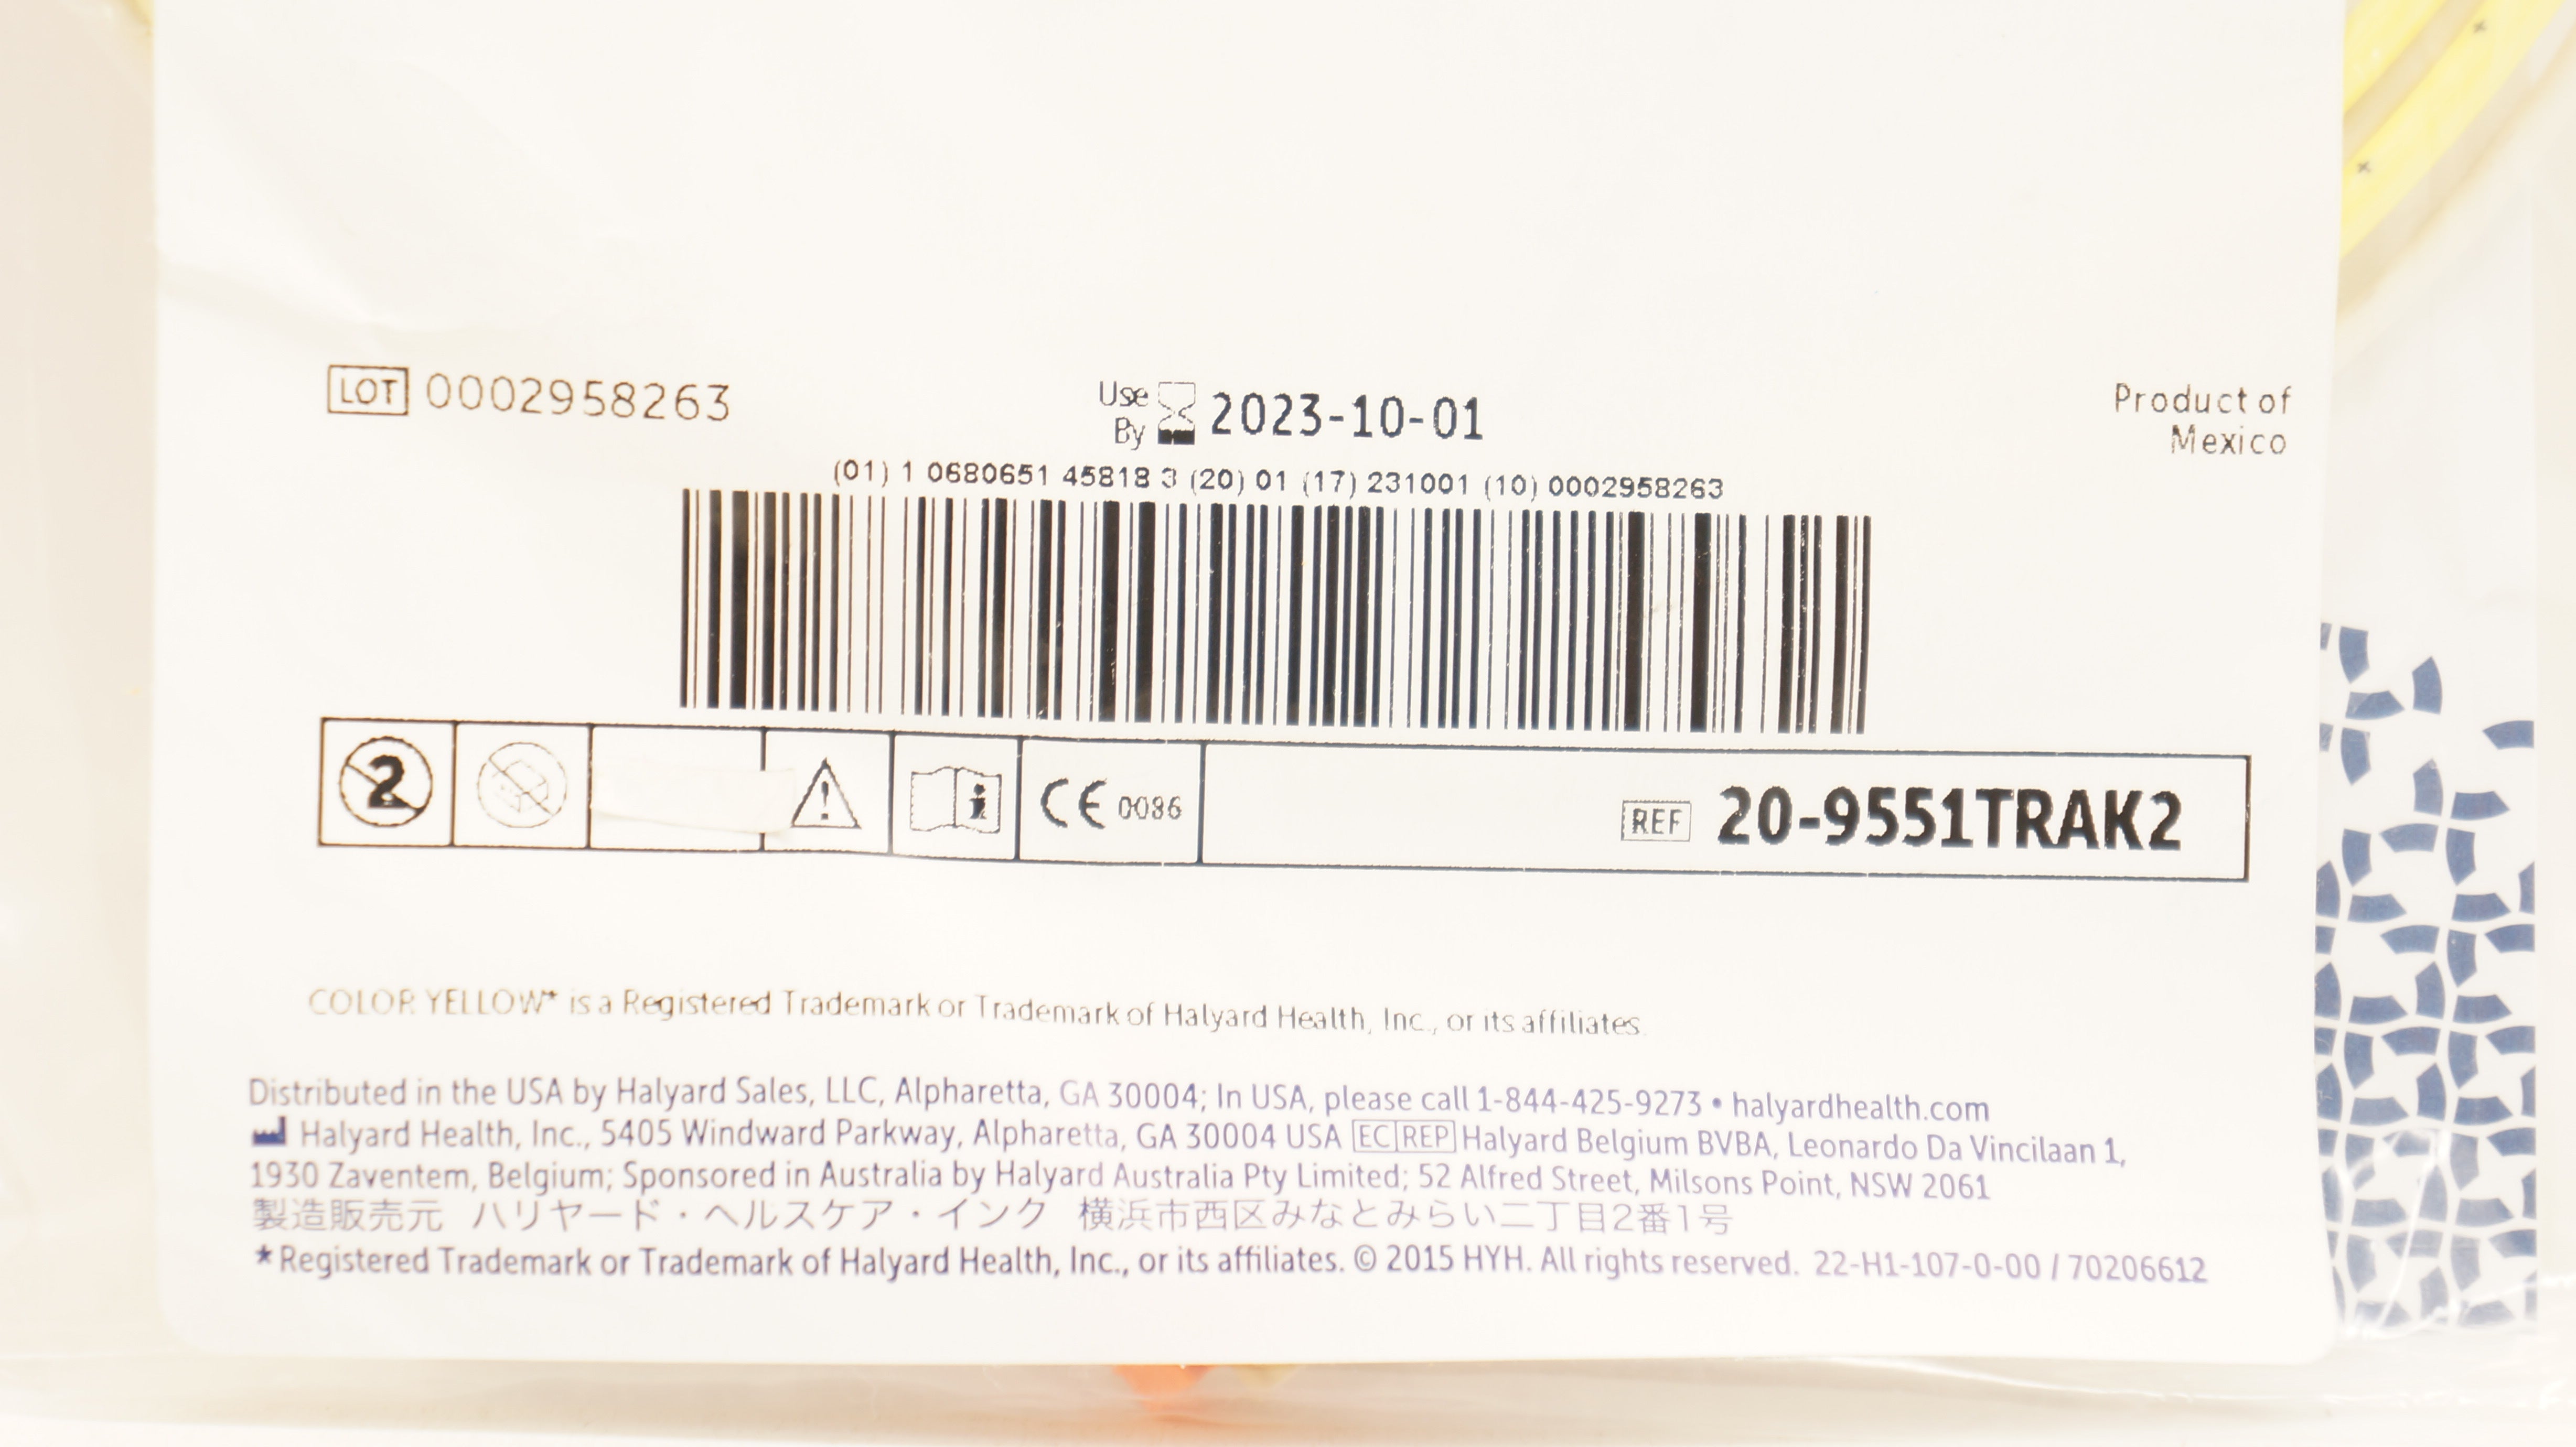 LOT 0002958263
Use By 2023-10-01
Product of
Mexico
(01) 1 0680651 45818 3 (20) 01 (17) 231001 (10) 0002958263
2 CE 0086 REF 20-9551TRAK2
COLOR YELLOW* is a Registered Trademark or Trademark of Halyard Health, Inc., or its affiliates.
Distributed in the USA by Halyard Sales, LLC, Alpharetta, GA 30004; In USA, please call 1-844-425-9273 • halyardhealth.com
Halyard Health, Inc., 5405 Windward Parkway, Alpharetta, GA 30004 USA EC REP Halyard Belgium BVBA, Leonardo Da Vincilaan 1,
1930 Zaventem, Belgium; Sponsored in Australia by Halyard Australia Pty Limited; 52 Alfred Street, Milsons Point, NSW 2061
製造販売元 ハリヤード・ヘルスケア・インク 横浜市西区みなとみらい二丁目2番1号
*Registered Trademark or Trademark of Halyard Health, Inc., or its affiliates. © 2015 HYH. All rights reserved. 22-H1-107-0-00 / 70206612